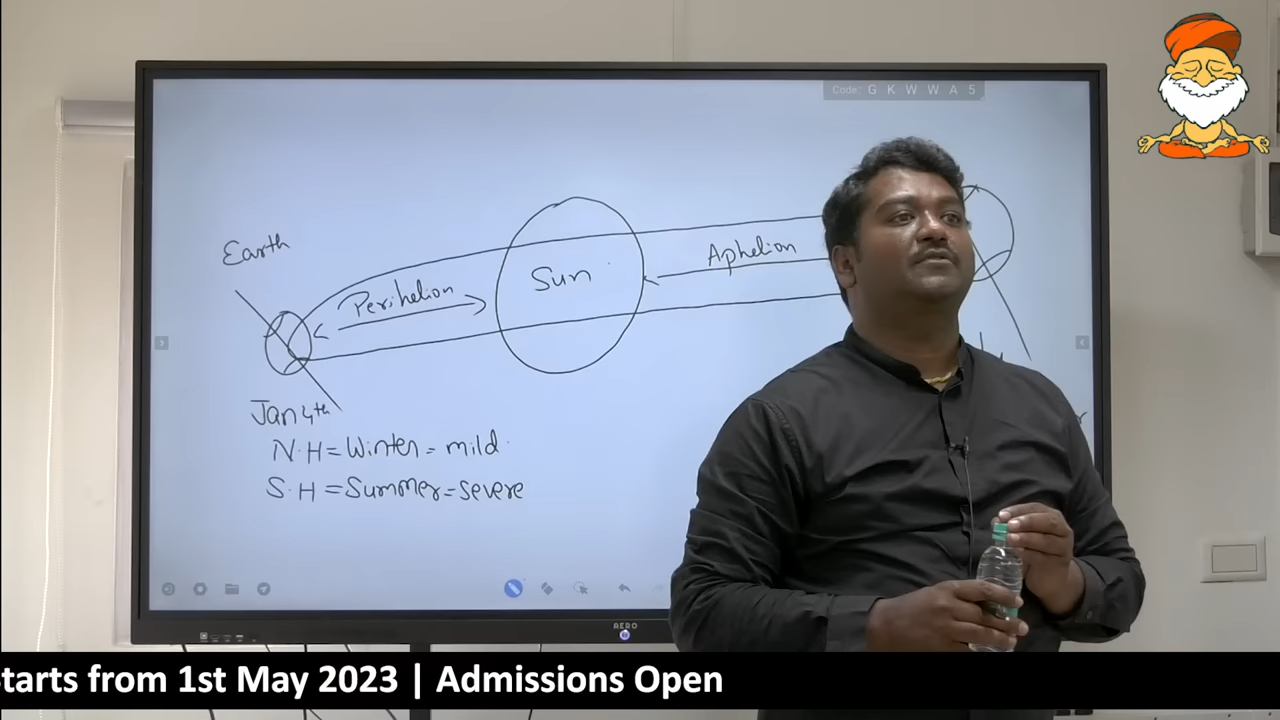 Code: G K W W A 5
Earth
Perihelion
Sun
Aphelion
Jan 4th
N.H = Winter = mild
S.H = Summer = severe
AERO
tarts from 1st May 2023 | Admissions Open